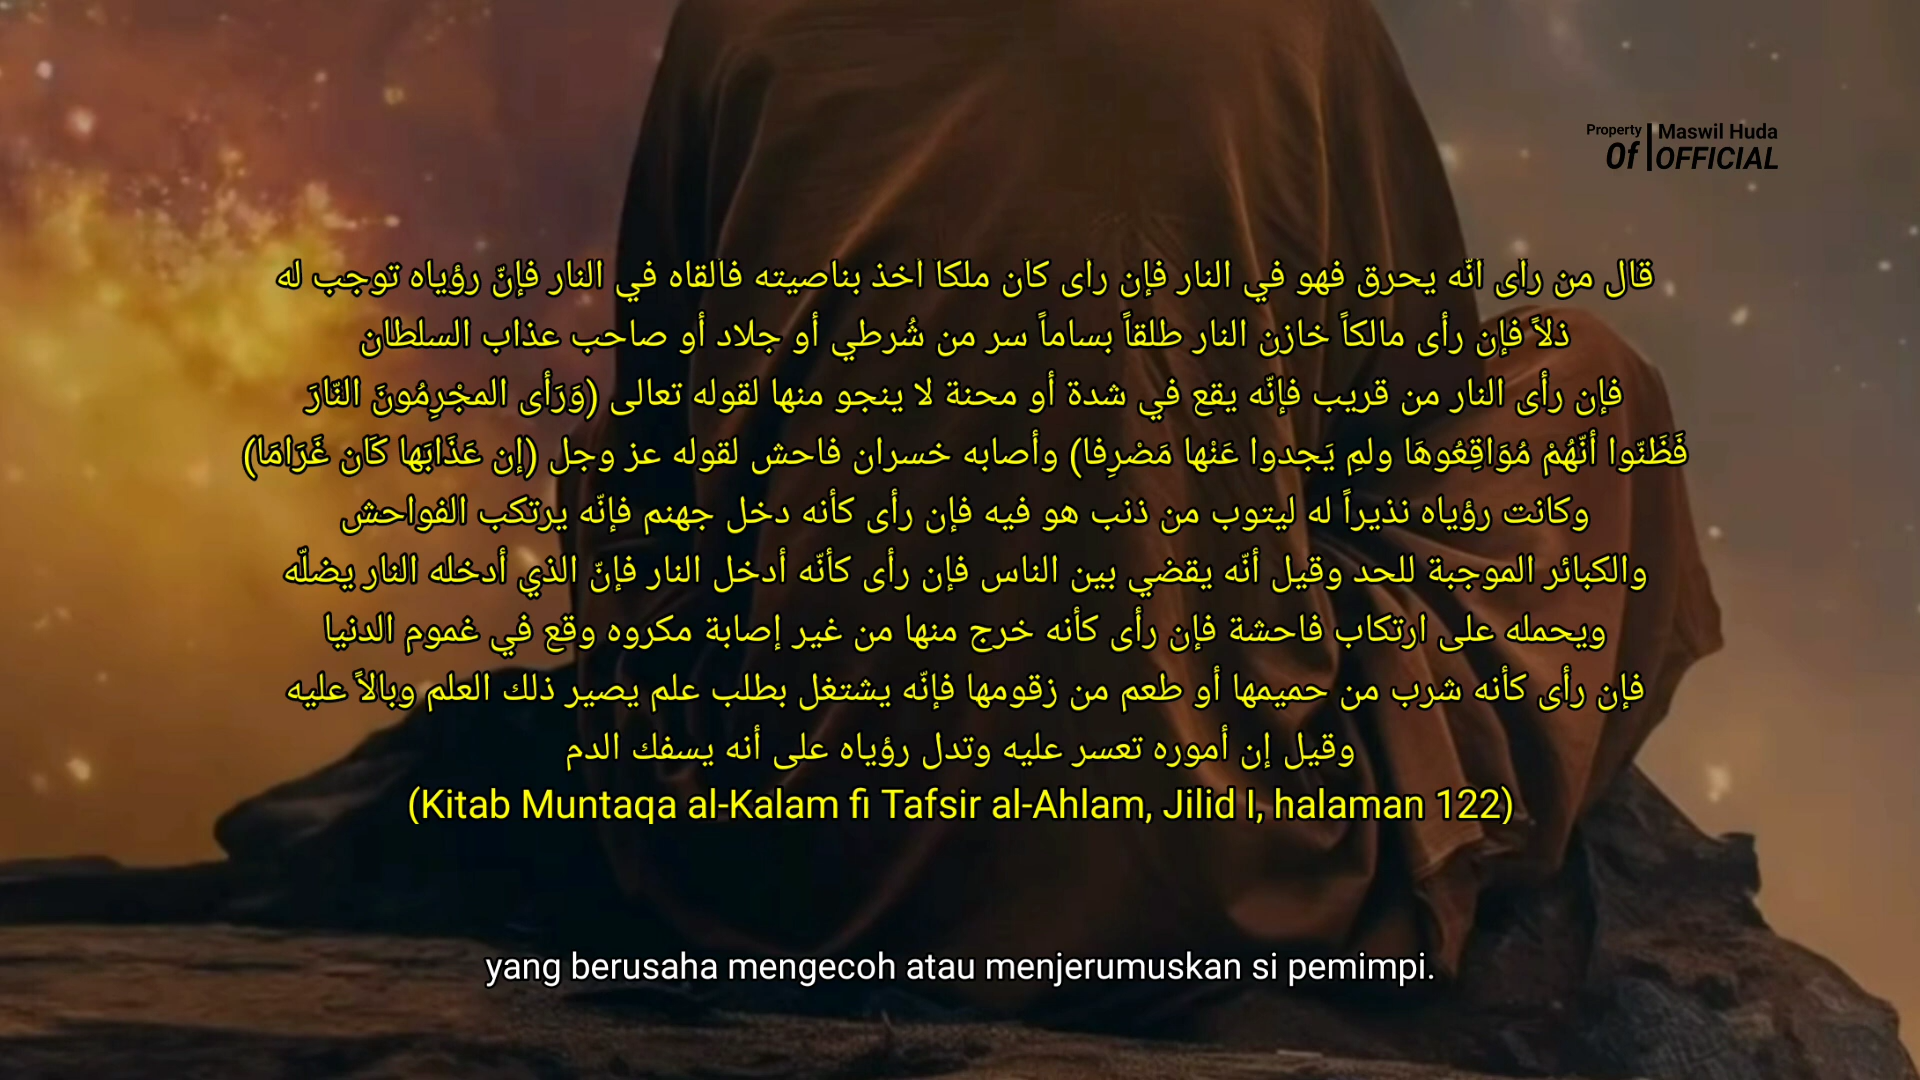 Property
Of
Maswil Huda
OFFICIAL
قال من رأى أنّه يحرق فهو في النار فإن رأى كأن ملكاً أخذ بناصيته فألقاه في النار فإنّ رؤياه توجب له
ذلاً فإن رأى مالكاً خازن النار طلقاً بساماً سر من شُرطي أو جلاد أو صاحب عذاب السلطان
فإن رأى النار من قريب فإنّه يقع في شدة أو محنة لا ينجو منها لقوله تعالى (وَرَأى المجْرِمُونَ النّارَ
فَظَنّوا أنّهُمْ مُوَاقِعُوهَا ولمِ يَجدوا عَنْها مَصْرِفا) وأصابه خسران فاحش لقوله عز وجل (إن عَذَابَها كَان غَرَامَا)
وكانت رؤياه نذيراً له ليتوب من ذنب هو فيه فإن رأى كأنه دخل جهنم فإنّه يرتكب الفواحش
والكبائر الموجبة للحد وقيل أنّه يقضي بين الناس فإن رأى كأنّه أدخل النار فإنّ الذي أدخله النار يضلّه
ويحمله على ارتكاب فاحشة فإن رأى كأنه خرج منها من غير إصابة مكروه وقع في غموم الدنيا
فإن رأى كأنه شرب من حميمها أو طعم من زقومها فإنّه يشتغل بطلب علم يصير ذلك العلم وبالاً عليه
وقيل إن أموره تعسر عليه وتدل رؤياه على أنه يسفك الدم
(Kitab Muntaqa al-Kalam fi Tafsir al-Ahlam, Jilid I, halaman 122)
yang berusaha mengecoh atau menjerumuskan si pemimpi.